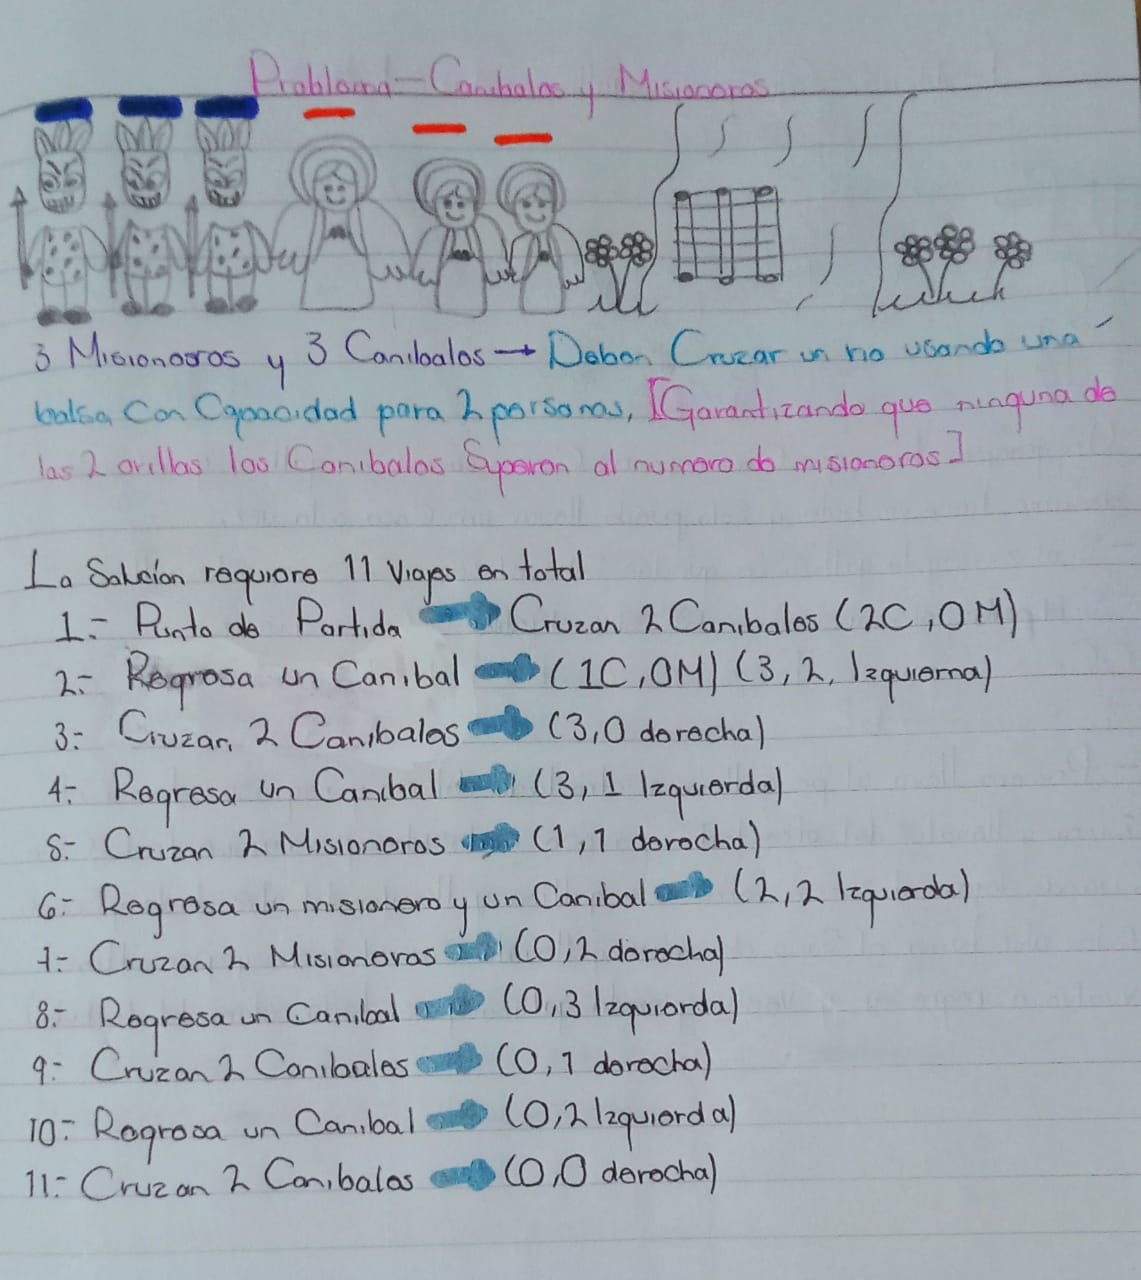 Problema - Canibales y Misioneros
3 Misioneros y 3 Canibales → Deben Cruzar un rio usando una
balsa Con Capacidad para 2 personas, [Garantizando que ninguna de
las 2 orillas los Canibales Superen al numero de misioneros]
La Solución requiere 11 Viajes en total
1.- Punto de Partida → Cruzan 2 Canibales (2C, 0M)
2.- Regresa un Canibal → (1C, 0M) (3, 2, Izquierna)
3.- Cruzan 2 Canibales → (3,0 derecha)
4.- Regresa un Canibal → (3, 1 Izquierda)
5.- Cruzan 2 Misioneros → (1, 1 derecha)
6.- Regresa un misionero y un Canibal → (2, 2 Izquierda)
7.- Cruzan 2 Misioneros → (0, 2 derecha)
8.- Regresa un Canibal → (0, 3 Izquierda)
9.- Cruzan 2 Canibales → (0, 1 derecha)
10.- Regresa un Canibal → (0, 2 Izquierda)
11.- Cruzan 2 Canibales → (0, 0 derecha)